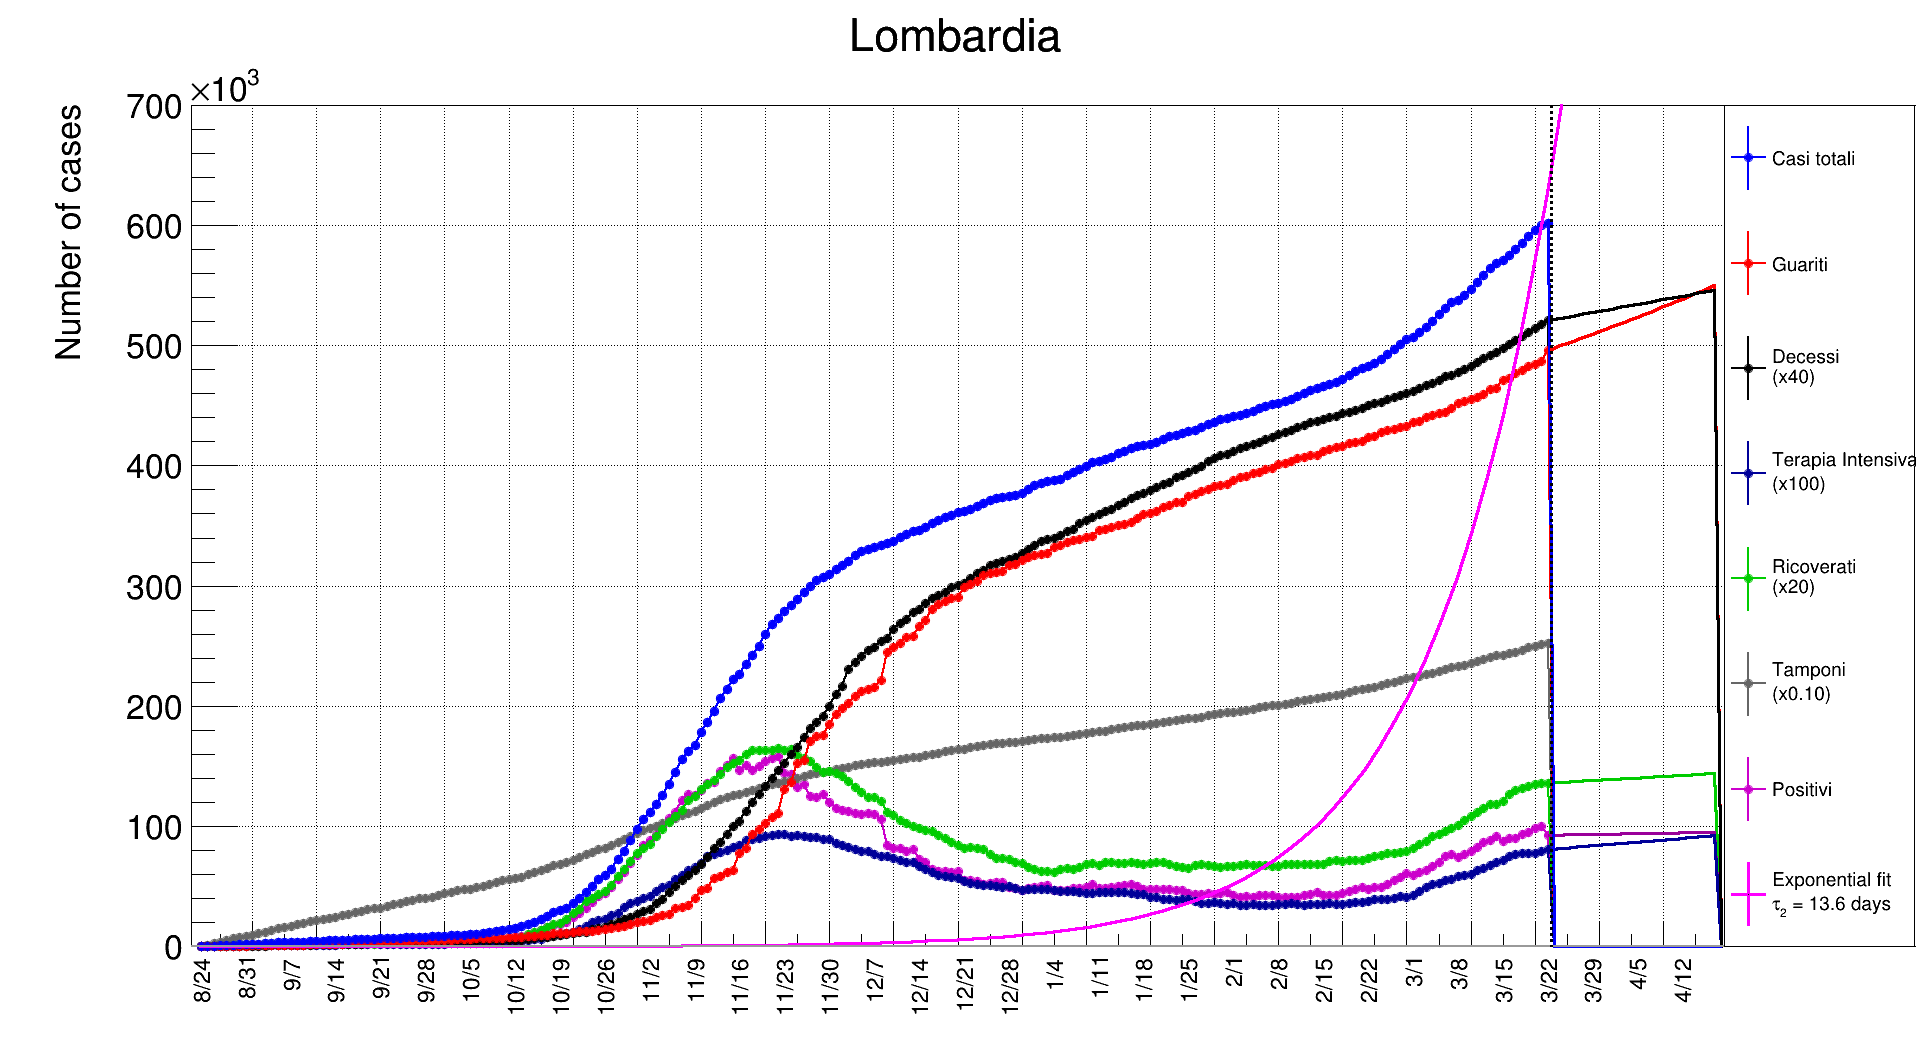 Lombardia
×10³
Number of cases
700
600
500
400
300
200
100
0
8/24
8/31
9/7
9/14
9/21
9/28
10/5
10/12
10/19
10/26
11/2
11/9
11/16
11/23
11/30
12/7
12/14
12/21
12/28
1/4
1/11
1/18
1/25
2/1
2/8
2/15
2/22
3/1
3/8
3/15
3/22
3/29
4/5
4/12
Casi totali
Guariti
Decessi
(x40)
Terapia Intensiva
(x100)
Ricoverati
(x20)
Tamponi
(x0.10)
Positivi
Exponential fit
τ₂ = 13.6 days